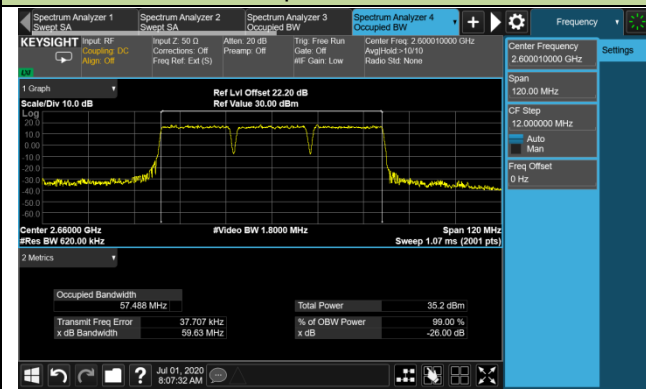 Spectrum Analyzer 1
Swept SA
Spectrum Analyzer 2
Swept SA
Spectrum Analyzer 3
Occupied BW
Spectrum Analyzer 4
Occupied BW
Frequency
KEYSIGHT
Input: RF
Coupling: DC
Align: Off
Input Z: 50 Ω
Corrections: Off
Freq Ref: Ext (S)
Atten: 20 dB
Preamp: Off
Trig: Free Run
Gate: Off
#IF Gain: Low
Center Freq: 2.600010000 GHz
Avg|Hold:>10/10
Radio Std: None
Center Frequency
2.600010000 GHz
Settings
Span
120.00 MHz
CF Step
12.000000 MHz
Auto
Man
Freq Offset
0 Hz
1 Graph
Scale/Div 10.0 dB
Ref Lvl Offset 22.20 dB
Ref Value 30.00 dBm
Log
20.0
10.0
0.00
-10.0
-20.0
-30.0
-40.0
-50.0
-60.0
Center 2.66000 GHz
#Video BW 1.8000 MHz
Span 120 MHz
#Res BW 620.00 kHz
Sweep 1.07 ms (2001 pts)
2 Metrics
Occupied Bandwidth
57.488 MHz
Total Power
35.2 dBm
Transmit Freq Error
37.707 kHz
% of OBW Power
99.00 %
x dB Bandwidth
59.63 MHz
x dB
-26.00 dB
Jul 01, 2020
8:07:32 AM